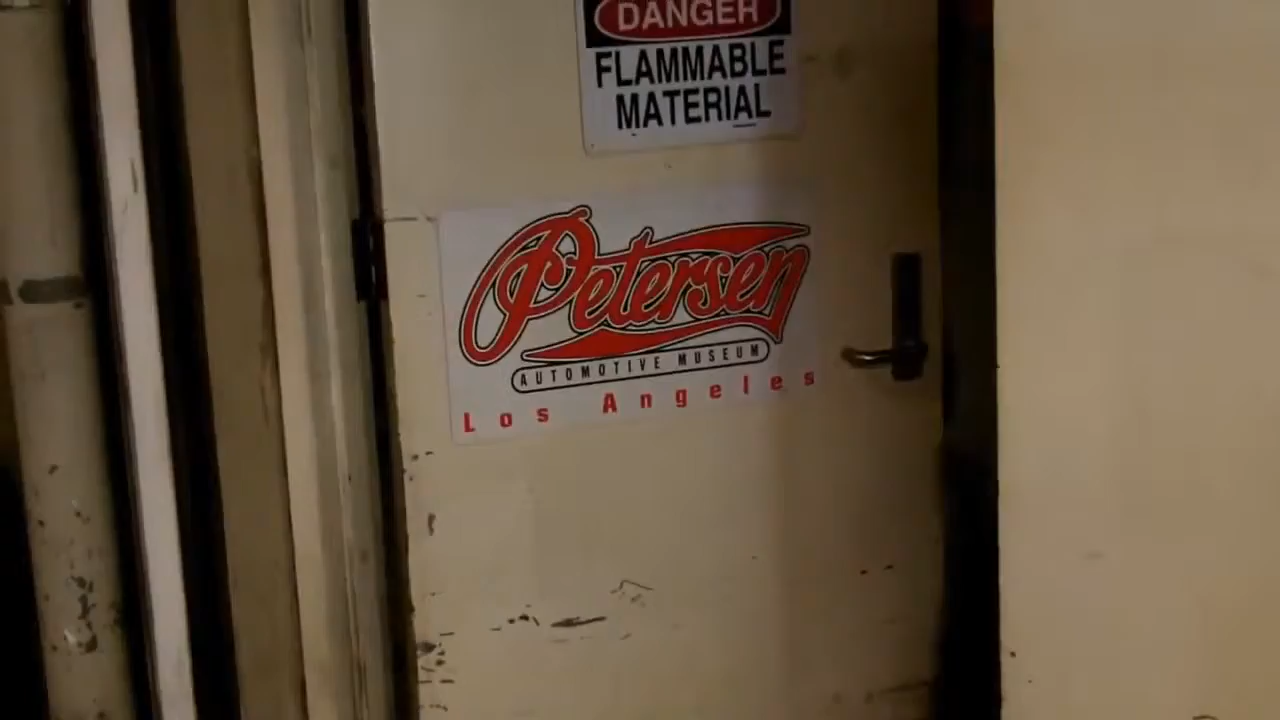 DANGER
FLAMMABLE
MATERIAL
Petersen
AUTOMOTIVE MUSEUM
Los Angeles